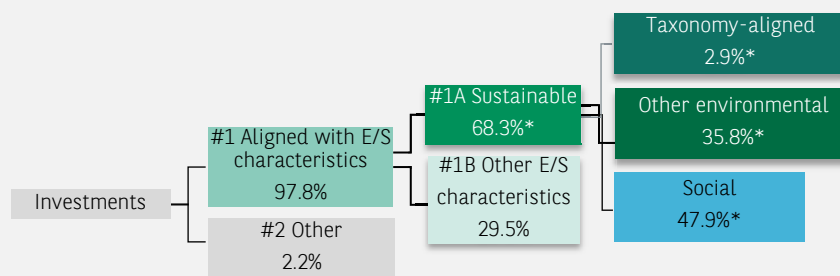 Investments
#1 Aligned with E/S
characteristics
97.8%
#2 Other
2.2%
#1A Sustainable
68.3%*
#1B Other E/S
characteristics
29.5%
Taxonomy-aligned
2.9%*
Other environmental
35.8%*
Social
47.9%*